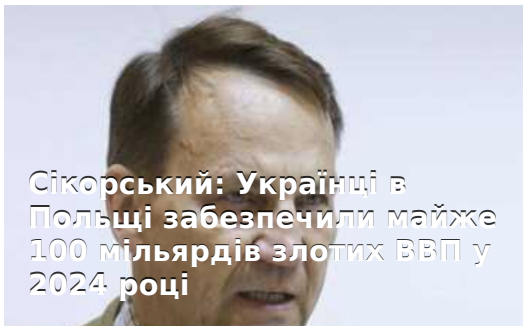 Сікорський: Українці в
Польщі забезпечили майже
100 мільярдів злотих ВВП у
2024 році